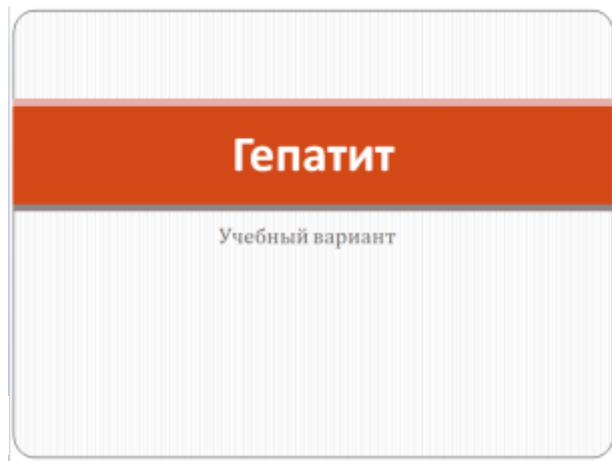 Гепатит
Учебный вариант